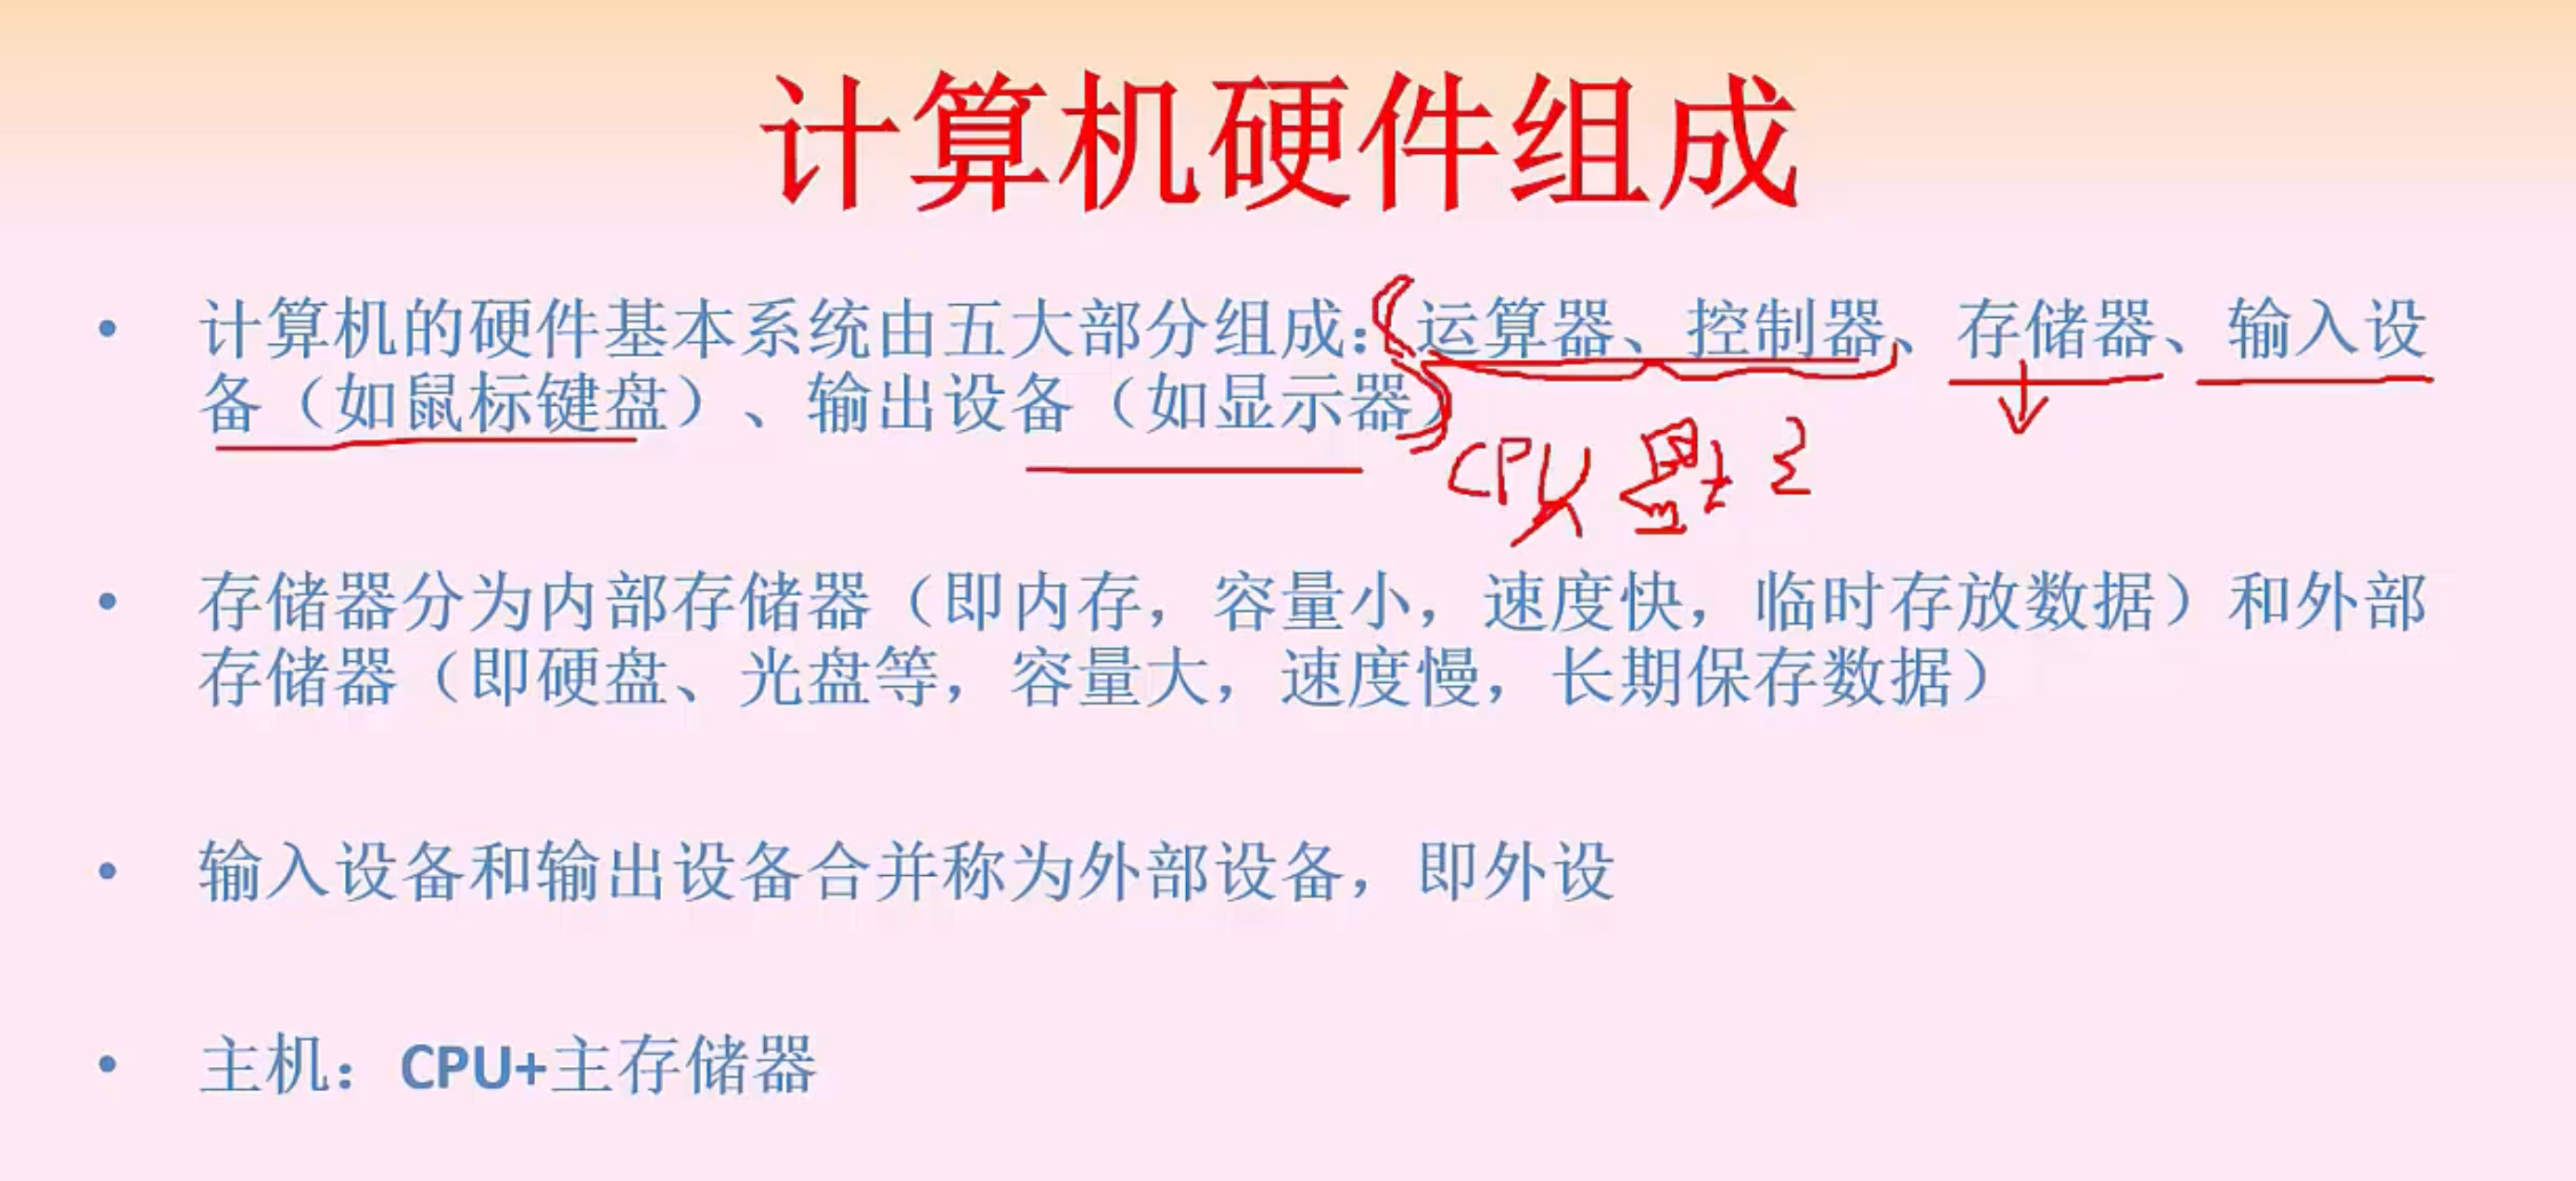 计算机硬件组成
• 计算机的硬件基本系统由五大部分组成：运算器、控制器、存储器、输入设
备（如鼠标键盘）、输出设备（如显示器）
CPU
• 存储器分为内部存储器（即内存，容量小，速度快，临时存放数据）和外部
存储器（即硬盘、光盘等，容量大，速度慢，长期保存数据）
• 输入设备和输出设备合并称为外部设备，即外设
• 主机：CPU+主存储器